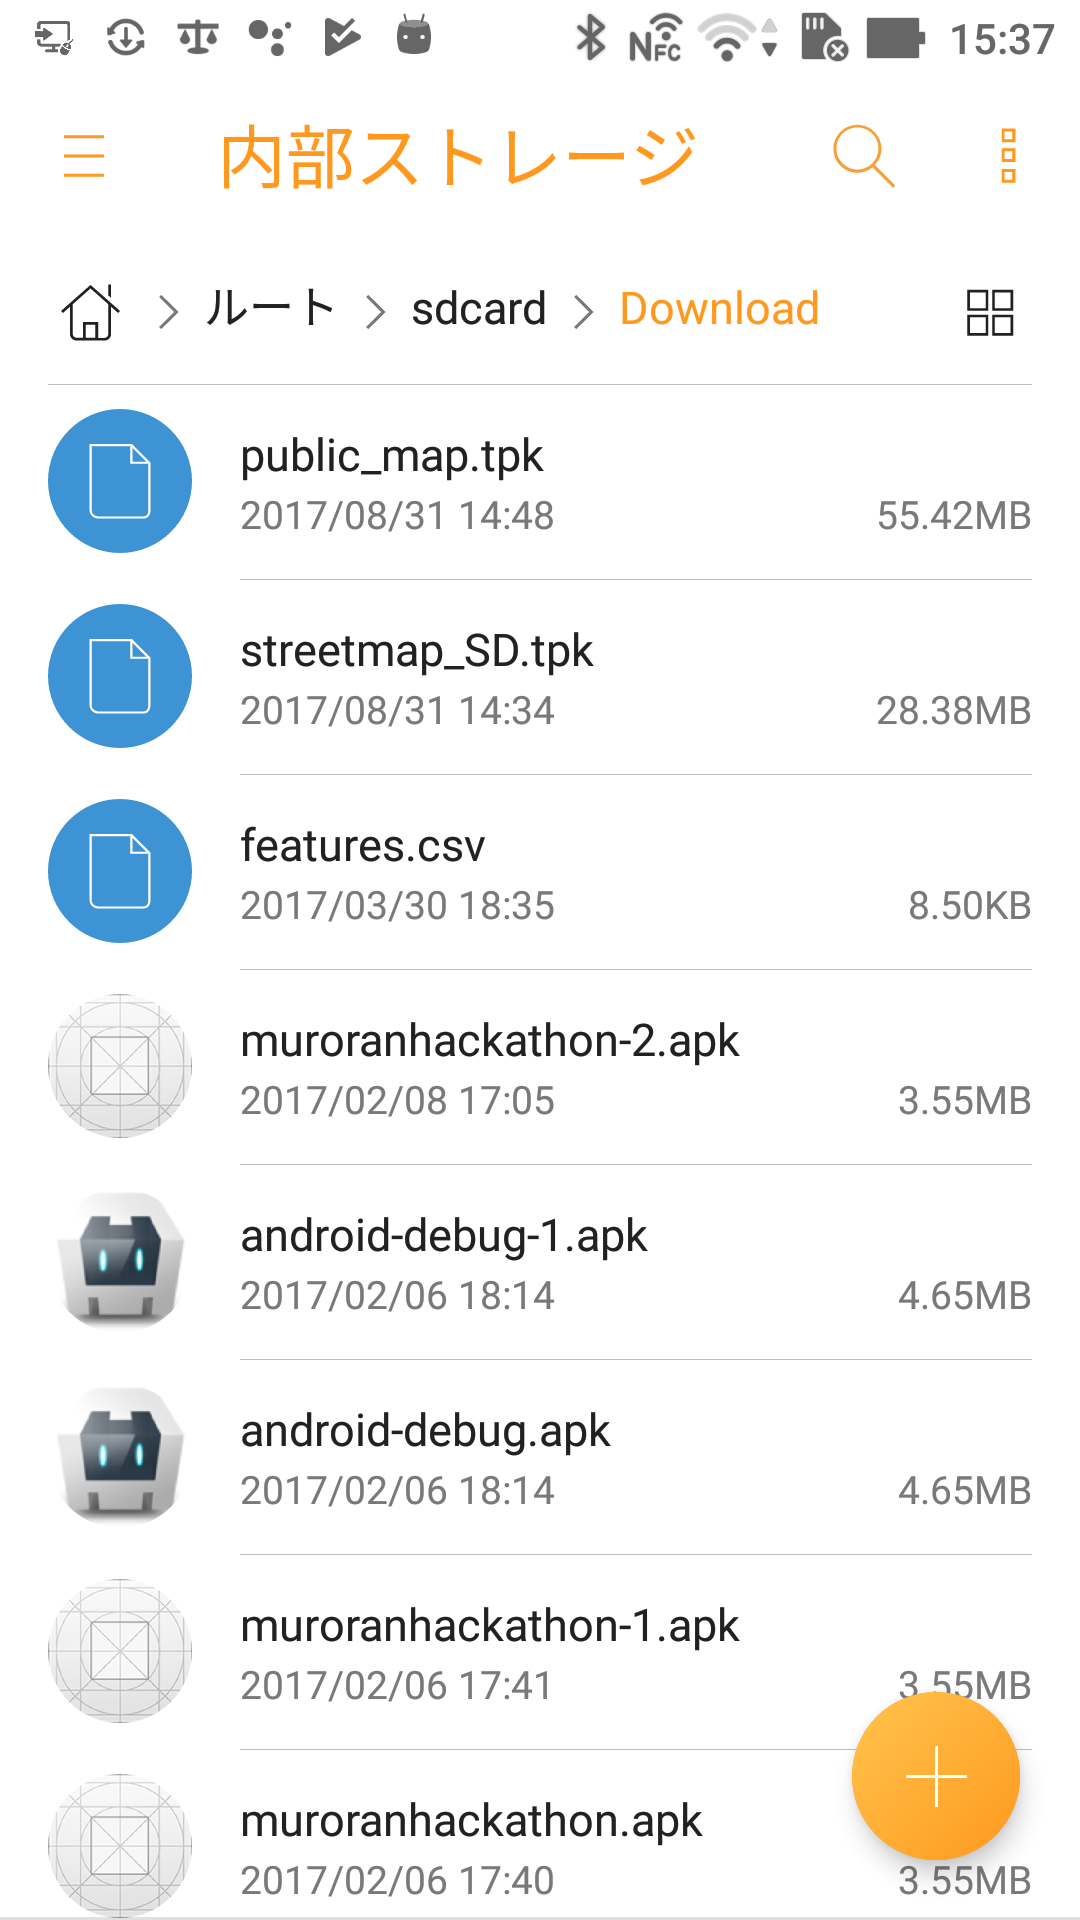 NFC 15:37
内部ストレージ
ルート sdcard Download
public_map.tpk
2017/08/31 14:48 55.42MB
streetmap_SD.tpk
2017/08/31 14:34 28.38MB
features.csv
2017/03/30 18:35 8.50KB
muroranhackathon-2.apk
2017/02/08 17:05 3.55MB
android-debug-1.apk
2017/02/06 18:14 4.65MB
android-debug.apk
2017/02/06 18:14 4.65MB
muroranhackathon-1.apk
2017/02/06 17:41 3.55MB
muroranhackathon.apk
2017/02/06 17:40 3.55MB